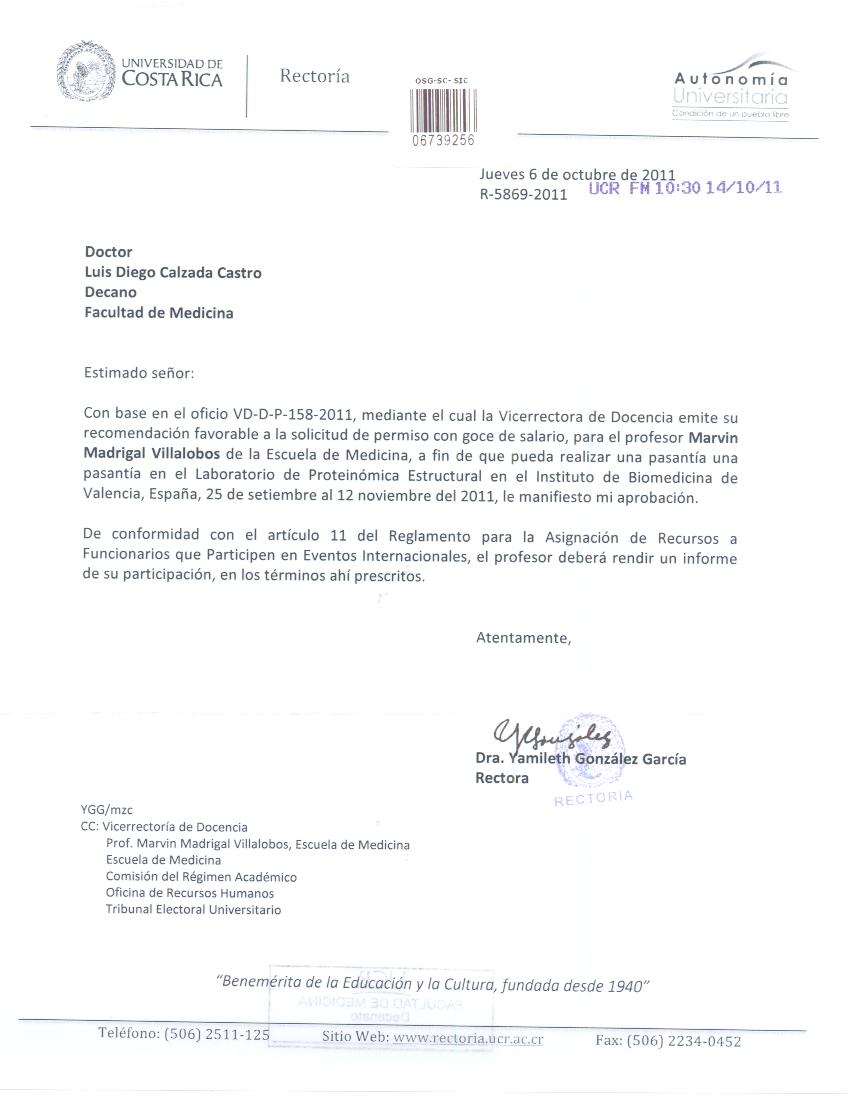 UNIVERSIDAD DE
COSTA RICA
Rectoría
OSG-SC- SIC
06739256
Autonomía
Universitaria
Condición de un pueblo libre
Jueves 6 de octubre de 2011
R-5869-2011
UCR FM 10:30 14/10/11
Doctor
Luis Diego Calzada Castro
Decano
Facultad de Medicina
Estimado señor:
Con base en el oficio VD-D-P-158-2011, mediante el cual la Vicerrectora de Docencia emite su
recomendación favorable a la solicitud de permiso con goce de salario, para el profesor Marvin
Madrigal Villalobos de la Escuela de Medicina, a fin de que pueda realizar una pasantía una
pasantía en el Laboratorio de Proteinómica Estructural en el Instituto de Biomedicina de
Valencia, España, 25 de setiembre al 12 noviembre del 2011, le manifiesto mi aprobación.
De conformidad con el artículo 11 del Reglamento para la Asignación de Recursos a
Funcionarios que Participen en Eventos Internacionales, el profesor deberá rendir un informe
de su participación, en los términos ahí prescritos.
Atentamente,
YGonzález
Dra. Yamileth González García
Rectora
RECTORIA
YGG/mzc
CC: Vicerrectoría de Docencia
Prof. Marvin Madrigal Villalobos, Escuela de Medicina
Escuela de Medicina
Comisión del Régimen Académico
Oficina de Recursos Humanos
Tribunal Electoral Universitario
"Benemérita de la Educación y la Cultura, fundada desde 1940"
UCR
FACULTAD DE MEDICINA
Decanato
Teléfono: (506) 2511-125
Sitio Web: www.rectoria.ucr.ac.cr
Fax: (506) 2234-0452